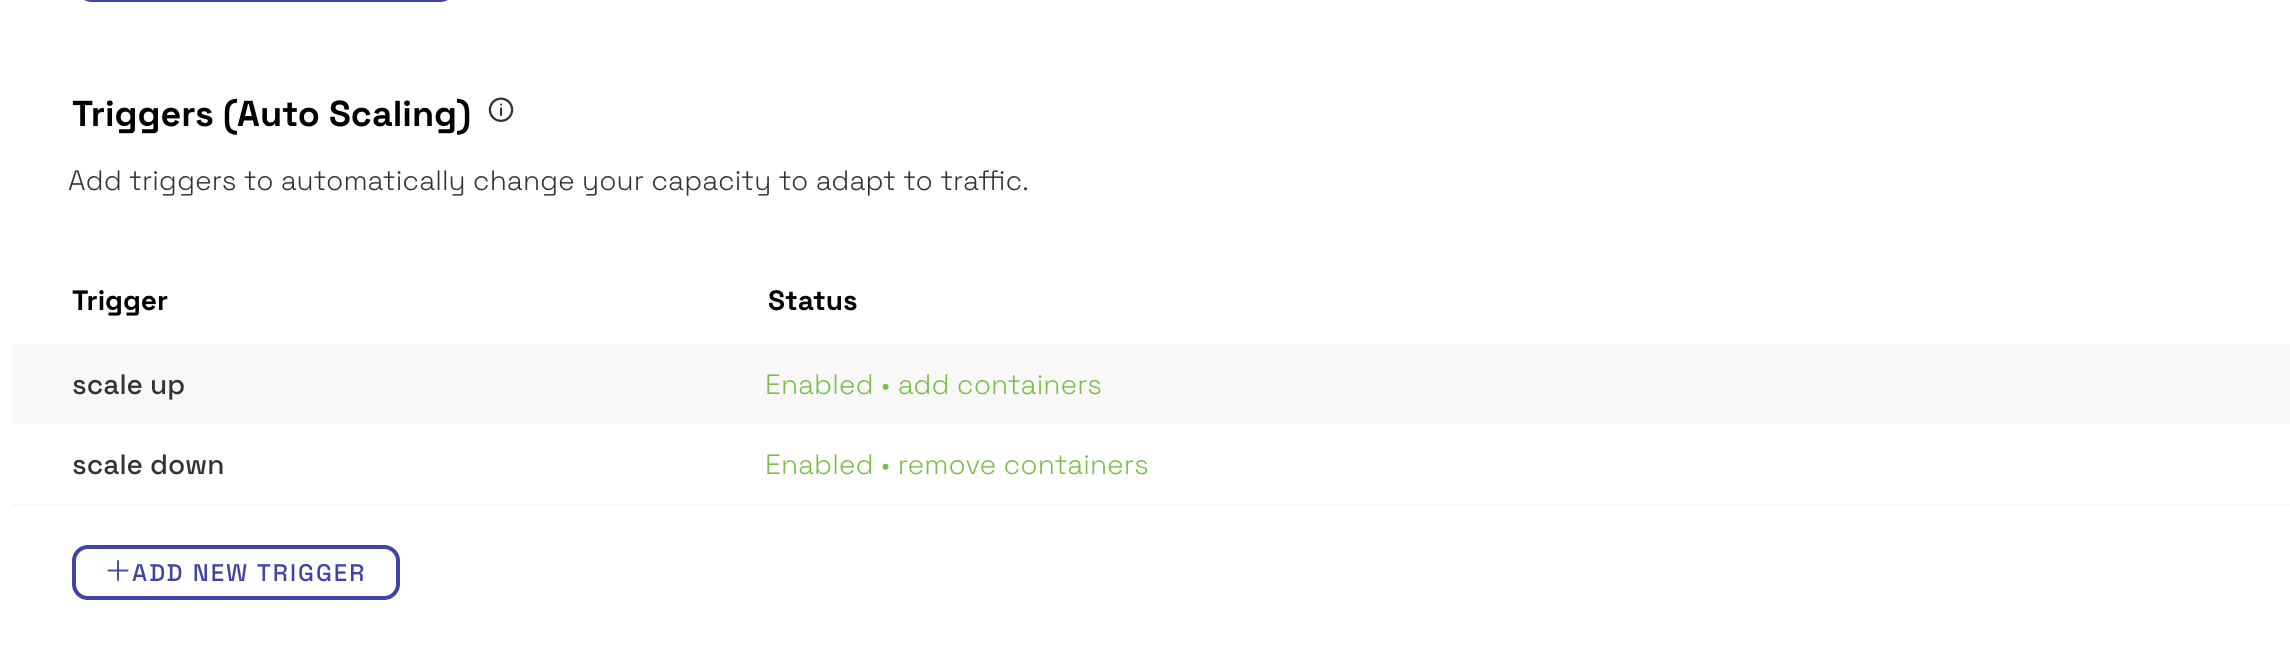 Triggers (Auto Scaling)
Add triggers to automatically change your capacity to adapt to traffic.
Trigger Status
scale up Enabled • add containers
scale down Enabled • remove containers
+ADD NEW TRIGGER